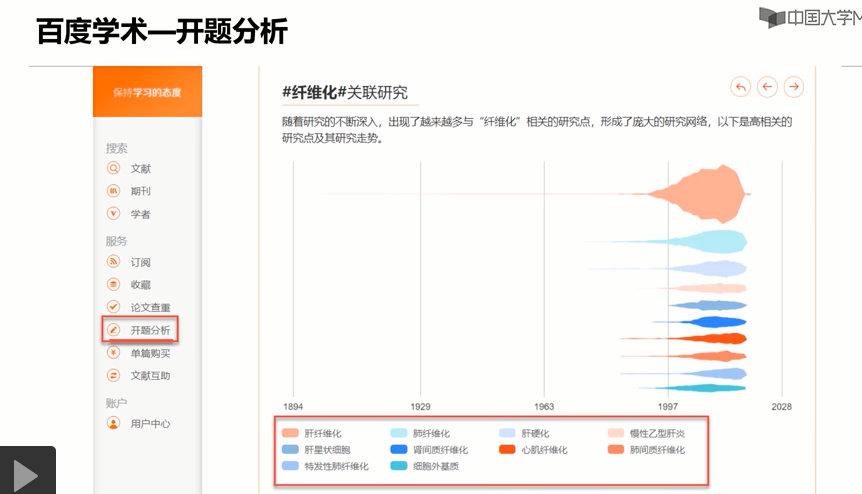 百度学术—开题分析
中国大学M
保持学习的态度
搜索
文献
期刊
学者
服务
订阅
收藏
论文查重
开题分析
单篇购买
文献互助
账户
用户中心
#纤维化#关联研究
随着研究的不断深入，出现了越来越多与“纤维化”相关的研究点，形成了庞大的研究网络，以下是高相关的
研究点及其研究走势。
1894 1929 1963 1997 2028
肝纤维化 肺纤维化 肝硬化 慢性乙型肝炎
肝星状细胞 肾间质纤维化 心肌纤维化 肺间质纤维化
特发性肺纤维化 细胞外基质